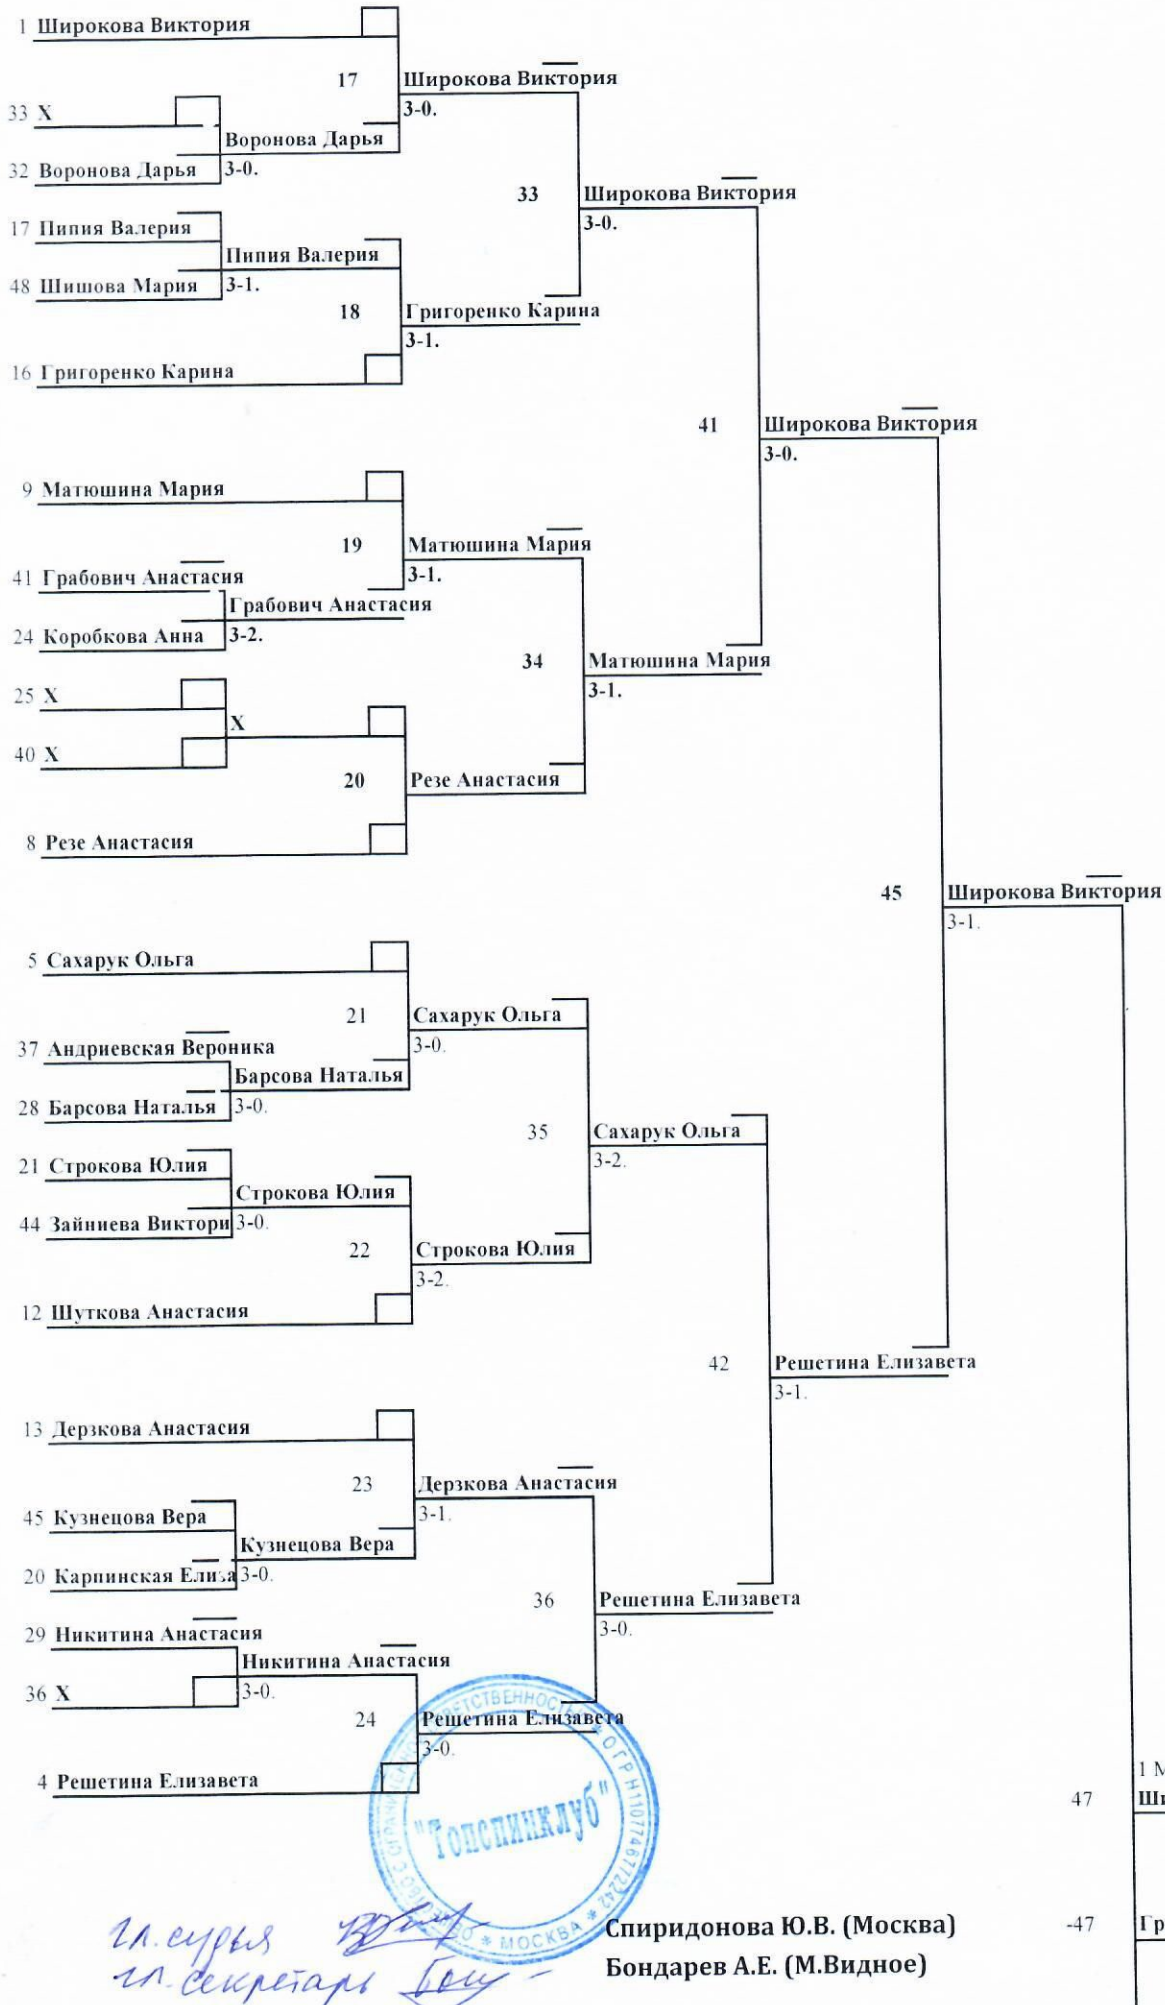 1 Широкова Виктория
17 Широкова Виктория
3-0.
33 X
Воронова Дарья
32 Воронова Дарья 3-0.
33 Широкова Виктория
3-0.
17 Пипия Валерия
Пипия Валерия
48 Шишова Мария 3-1.
18 Григоренко Карина
3-1.
16 Григоренко Карина
41 Широкова Виктория
3-0.
9 Матюшина Мария
19 Матюшина Мария
3-1.
41 Грабович Анастасия
Грабович Анастасия
24 Коробкова Анна 3-2.
34 Матюшина Мария
3-1.
25 X
X
40 X
20 Резе Анастасия
8 Резе Анастасия
45 Широкова Виктория
3-1.
5 Сахарук Ольга
21 Сахарук Ольга
3-0.
37 Андриевская Вероника
Барсова Наталья
28 Барсова Наталья 3-0.
35 Сахарук Ольга
3-2.
21 Строкова Юлия
Строкова Юлия
44 Зайниева Виктори 3-0.
22 Строкова Юлия
3-2.
12 Шуткова Анастасия
42 Решетина Елизавета
3-1.
13 Дерзкова Анастасия
23 Дерзкова Анастасия
3-1.
45 Кузнецова Вера
Кузнецова Вера
20 Карпинская Елиза 3-0.
36 Решетина Елизавета
3-0.
29 Никитина Анастасия
Никитина Анастасия
36 X 3-0.
24 Решетина Елизавета
3-0.
4 Решетина Елизавета
1 М
47 Ши
"Топспинклуб"
ОБЩЕСТВО С ОГРАНИЧЕННОЙ ОТВЕТСТВЕННОСТЬЮ * ОГРН1107746772242 * МОСКВА *
гл. судья
Спиридонова Ю.В. (Москва)
-47 Гр
гл. секретарь
Бондарев А.Е. (М.Видное)